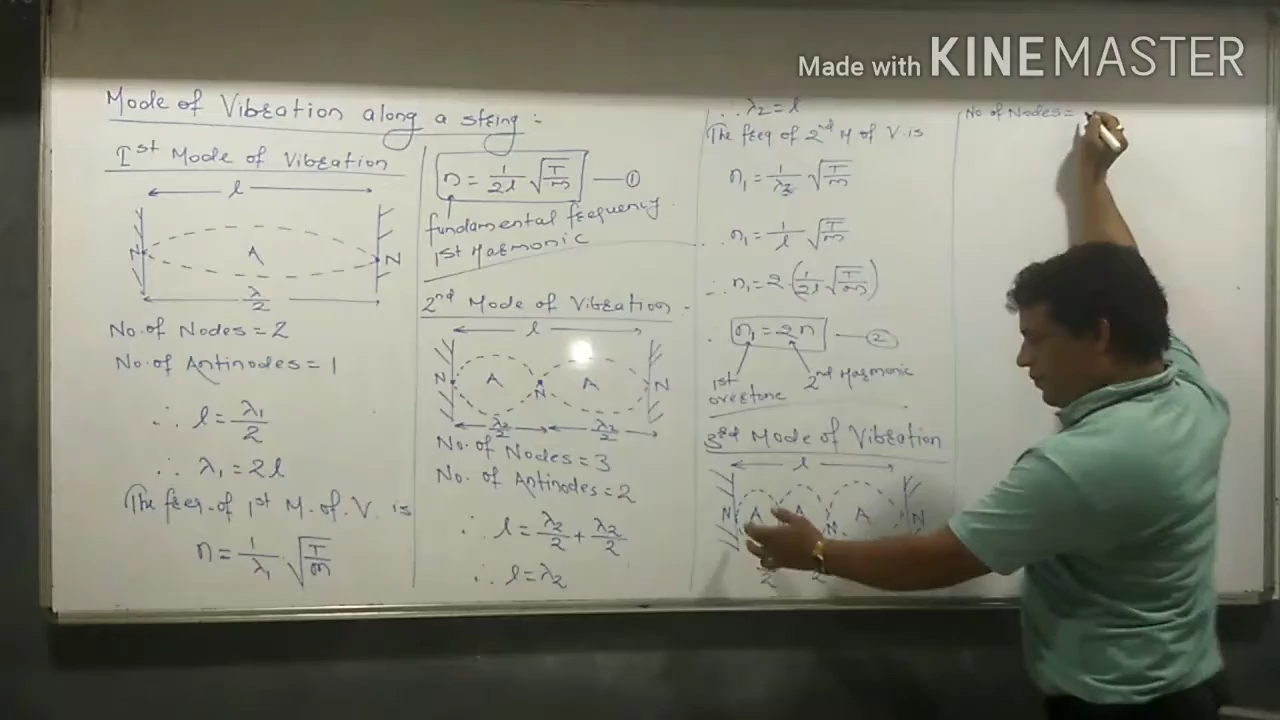 Made with KINEMASTER
Mode of Vibration along a string :-
Ist Mode of Vibration
l
N A N
λ/2
No. of Nodes = 2
No. of Antinodes = 1
∴ l = λ1/2
∴ λ1 = 2l
The freq. of 1st M. of. V. is
n = 1/λ1 √T/m
n = 1/2l √T/m — ①
fundamental frequency
1st Harmonic
2nd Mode of Vibration :-
l
N A N A N
λ2/2 λ2/2
No. of Nodes = 3
No. of Antinodes = 2
∴ l = λ2/2 + λ2/2
∴ l = λ2
∴ λ2 = l
The freq of 2nd M of V. is
n1 = 1/λ2 √T/m
∴ n1 = 1/l √T/m
∴ n1 = 2 (1/2l √T/m)
∴ n1 = 2n — ②
1st overtone
2nd Harmonic
3rd Mode of Vibration
l
N A A N A N
2 2
No of Nodes =